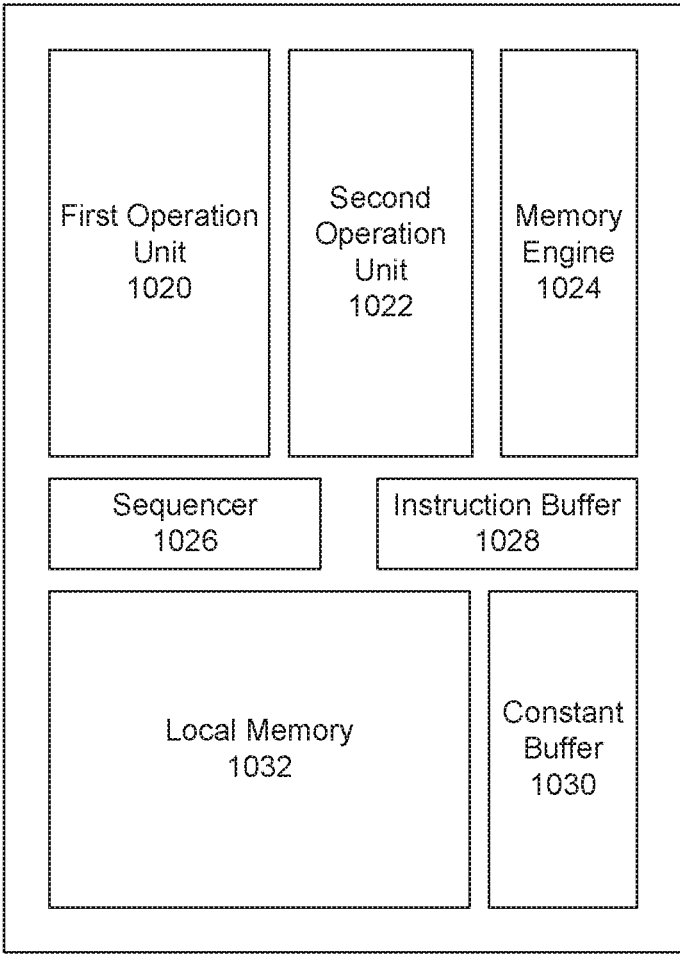 First Operation
Unit
1020
Second
Operation
Unit
1022
Memory
Engine
1024
Sequencer
1026
Instruction Buffer
1028
Local Memory
1032
Constant
Buffer
1030